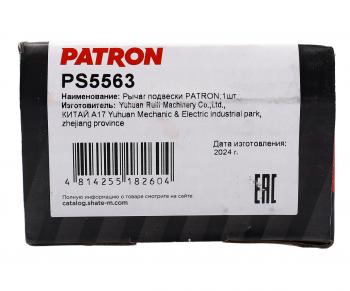 PATRON
PS5563
Наименование: Рычаг подвески PATRON;1шт.
Изготовитель: Yuhuan Ruili Machinery Co.,Ltd.,
КИТАЙ A17 Yuhuan Mechanic & Electric industrial park,
zhejiang province
Дата изготовления:
2024 г.
4 814255 182604
EAC
Полную информацию о товаре смотрите на сайте
catalog.shate-m.com